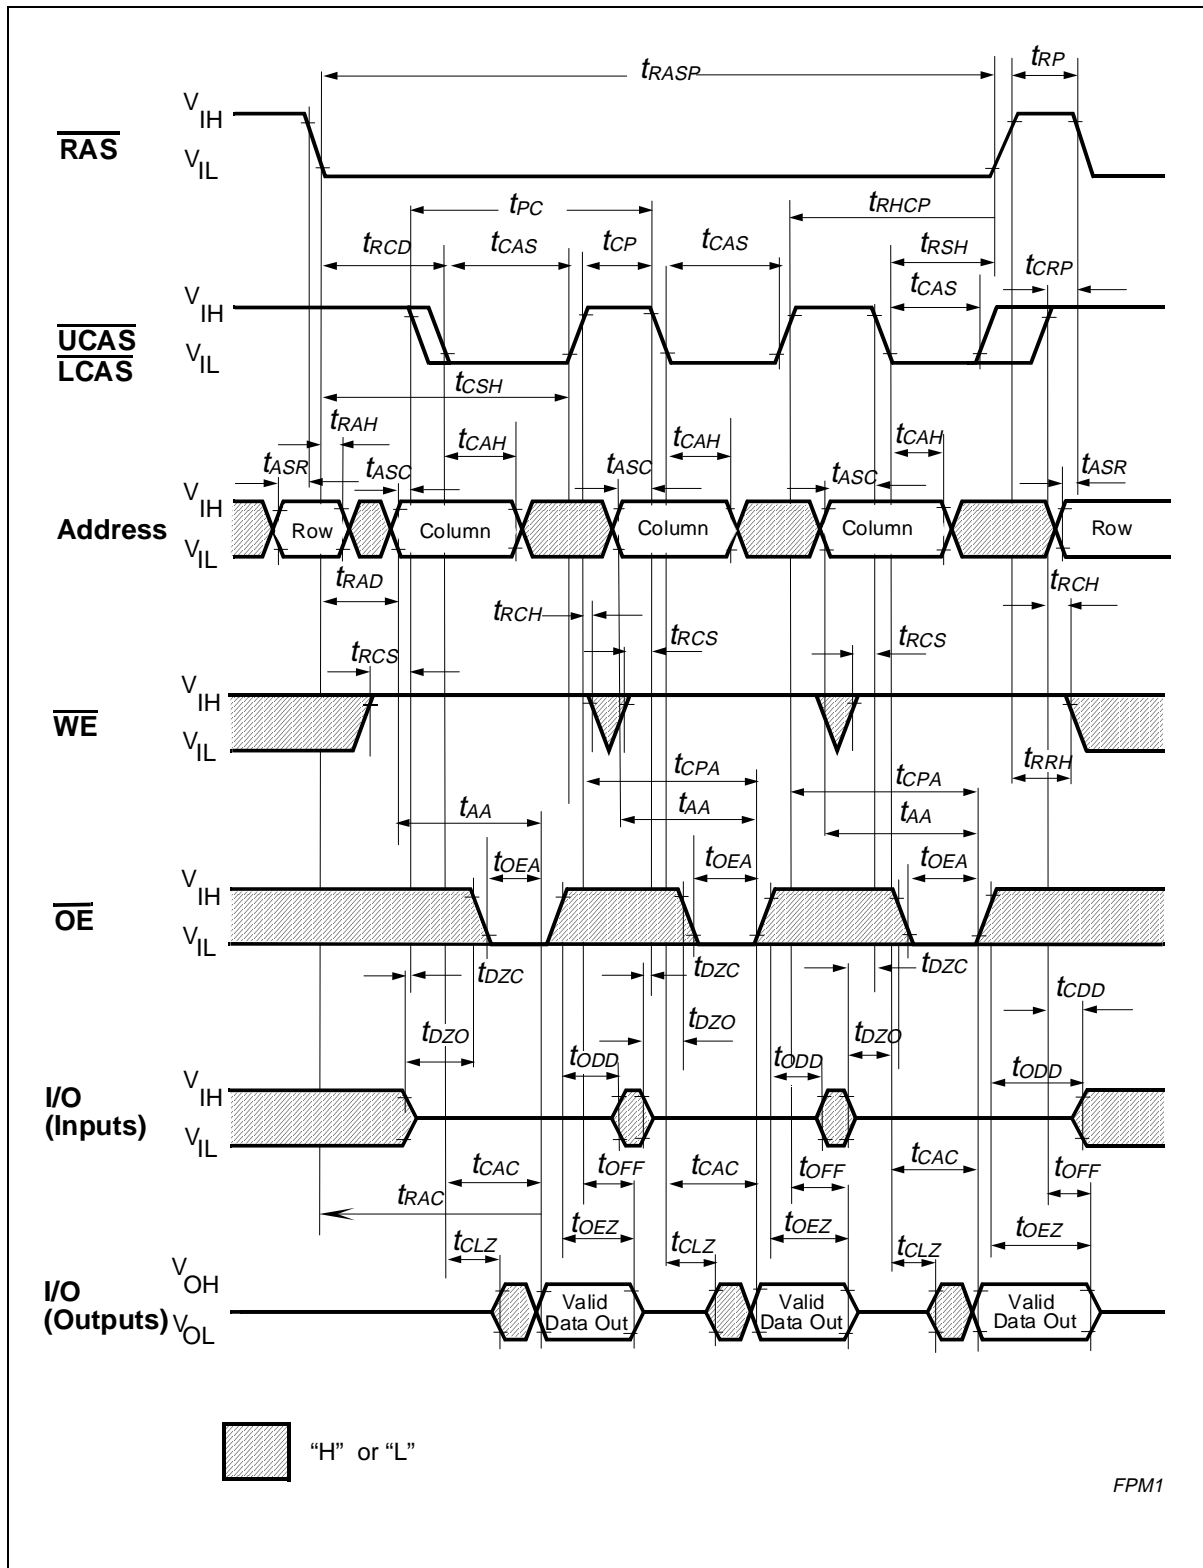 tRASP
tRP
VIH
RAS
VIL
tPC
tRHCP
tRCD
tCAS
tCP
tCAS
tRSH
tCRP
tCAS
VIH
UCAS
LCAS
VIL
tCSH
tRAH
tCAH
tCAH
tCAH
tASR
tASC
tASC
tASC
tASR
VIH
Address
Row
Column
Column
Column
Row
VIL
tRAD
tRCH
tRCH
tRCS
tRCS
tRCS
VIH
WE
VIL
tCPA
tCPA
tRRH
tAA
tAA
tAA
tOEA
tOEA
tOEA
VIH
OE
VIL
tDZC
tDZC
tDZC
tCDD
tDZO
tDZO
tDZO
tODD
tODD
tODD
VIH
I/O
(Inputs)
VIL
tCAC
tOFF
tCAC
tOFF
tCAC
tOFF
tRAC
tOEZ
tOEZ
tOEZ
tCLZ
tCLZ
tCLZ
VOH
I/O
(Outputs)
VOL
Valid
Data Out
Valid
Data Out
Valid
Data Out
“H” or “L”
FPM1